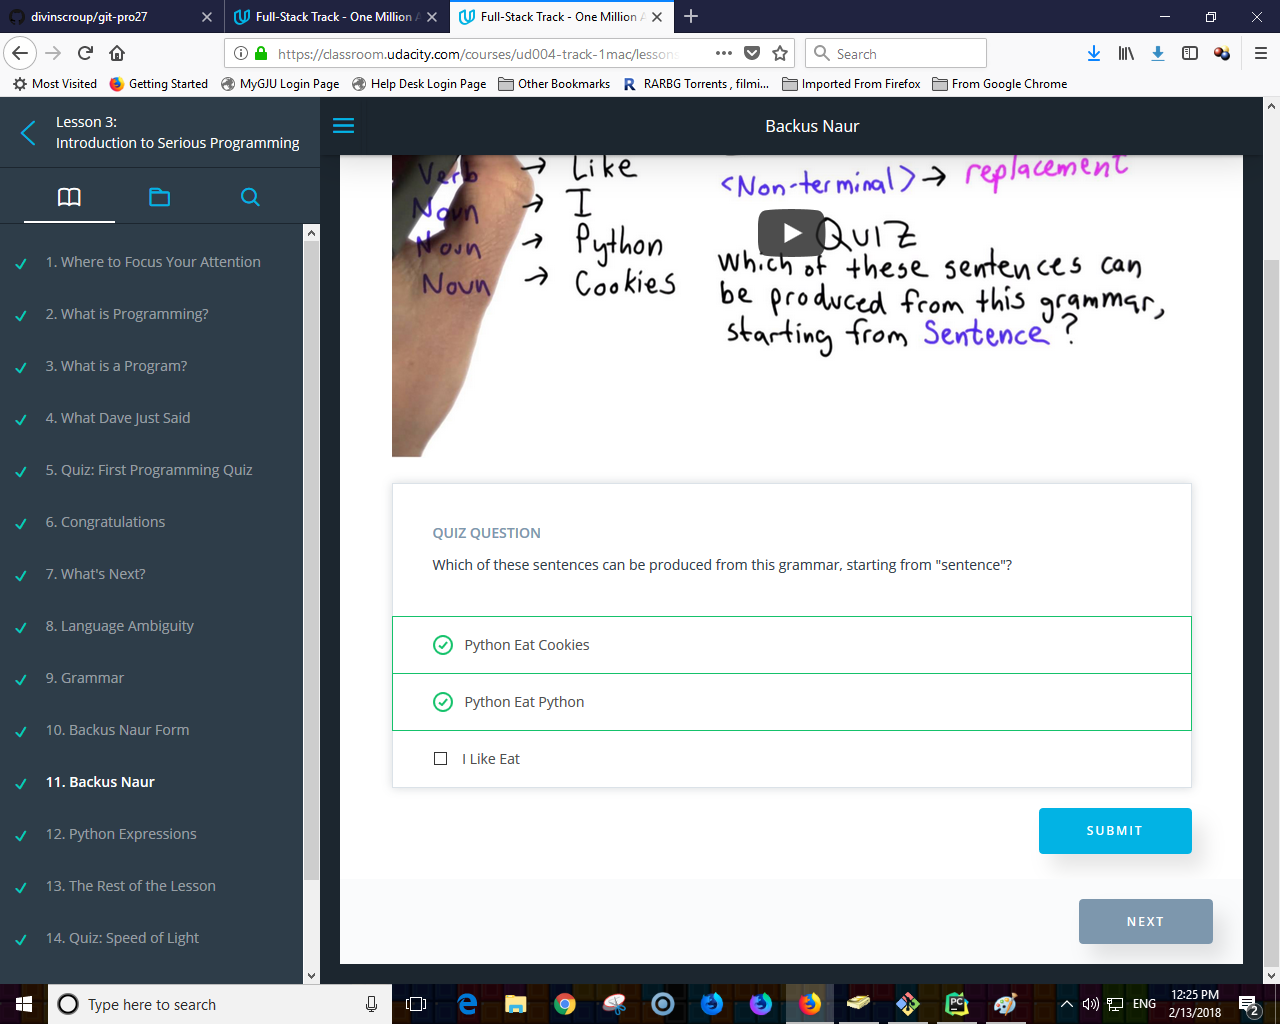 divinscroup/git-pro27
Full-Stack Track - One Million A
Full-Stack Track - One Million A
https://classroom.udacity.com/courses/ud004-track-1mac/lesson
Search
Most Visited
Getting Started
MyGJU Login Page
Help Desk Login Page
Other Bookmarks
RARBG Torrents , filmi...
Imported From Firefox
From Google Chrome
Lesson 3:
Introduction to Serious Programming
1. Where to Focus Your Attention
2. What is Programming?
3. What is a Program?
4. What Dave Just Said
5. Quiz: First Programming Quiz
6. Congratulations
7. What's Next?
8. Language Ambiguity
9. Grammar
10. Backus Naur Form
11. Backus Naur
12. Python Expressions
13. The Rest of the Lesson
14. Quiz: Speed of Light
Backus Naur
Verb → Like
Noun → I
Noun → Python
Noun → Cookies
<Non-terminal> → replacement
QUIZ
Which of these sentences can
be produced from this grammar,
starting from Sentence?
QUIZ QUESTION
Which of these sentences can be produced from this grammar, starting from "sentence"?
Python Eat Cookies
Python Eat Python
I Like Eat
SUBMIT
NEXT
Type here to search
ENG
12:25 PM
2/13/2018
2